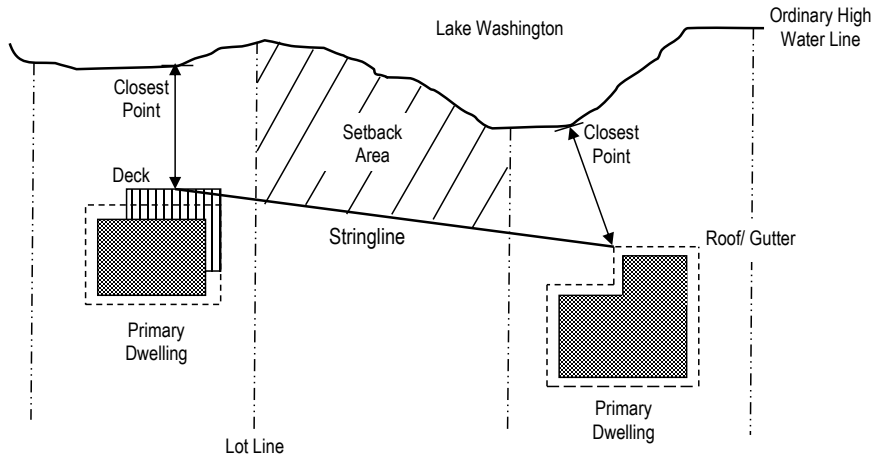 Lake Washington
Ordinary High
Water Line
Closest
Point
Setback
Area
Closest
Point
Deck
Stringline
Roof/ Gutter
Primary
Dwelling
Primary
Dwelling
Lot Line